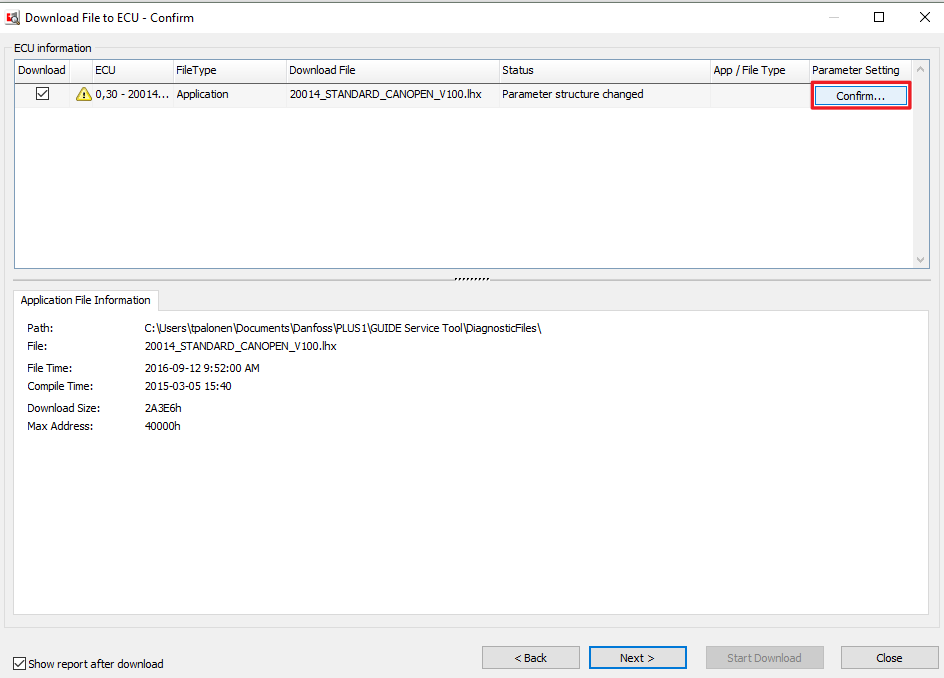 Download File to ECU - Confirm
ECU information
Download ECU FileType Download File Status App / File Type Parameter Setting
0,30 - 20014... Application 20014_STANDARD_CANOPEN_V100.lhx Parameter structure changed Confirm...
Application File Information
Path: C:\Users\tpalonen\Documents\Danfoss\PLUS1\GUIDE Service Tool\DiagnosticFiles\
File: 20014_STANDARD_CANOPEN_V100.lhx
File Time: 2016-09-12 9:52:00 AM
Compile Time: 2015-03-05 15:40
Download Size: 2A3E6h
Max Address: 40000h
Show report after download < Back Next > Start Download Close